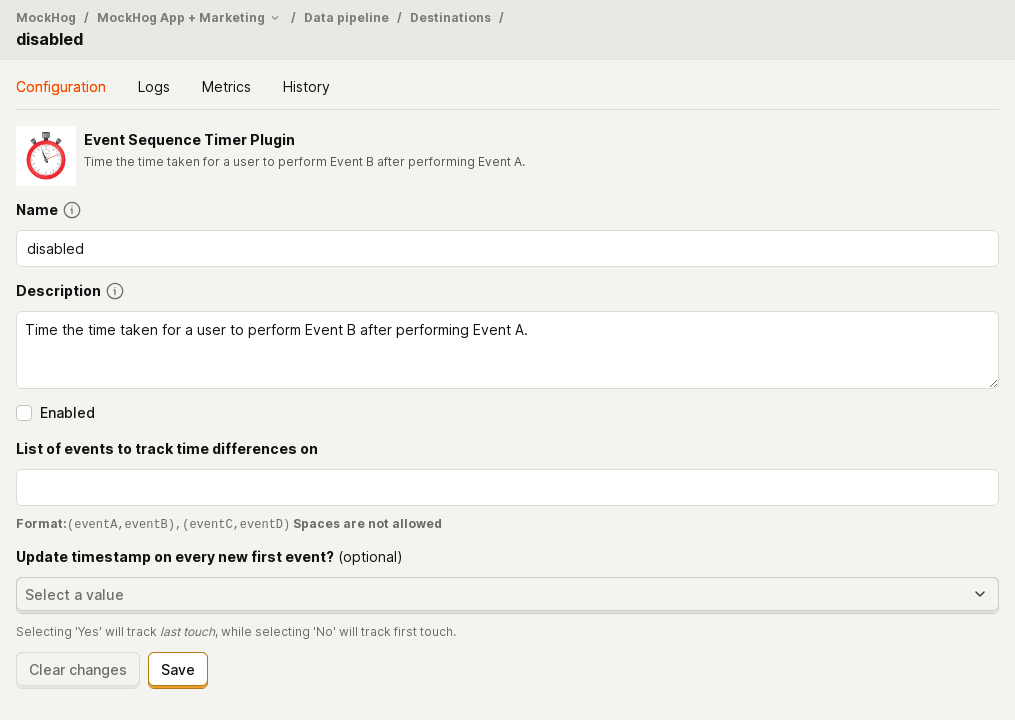 MockHog / MockHog App + Marketing / Data pipeline / Destinations /
disabled
Configuration Logs Metrics History
Event Sequence Timer Plugin
Time the time taken for a user to perform Event B after performing Event A.
Name
disabled
Description
Time the time taken for a user to perform Event B after performing Event A.
Enabled
List of events to track time differences on
Format:(eventA,eventB),(eventC,eventD) Spaces are not allowed
Update timestamp on every new first event? (optional)
Select a value
Selecting 'Yes' will track last touch, while selecting 'No' will track first touch.
Clear changes Save